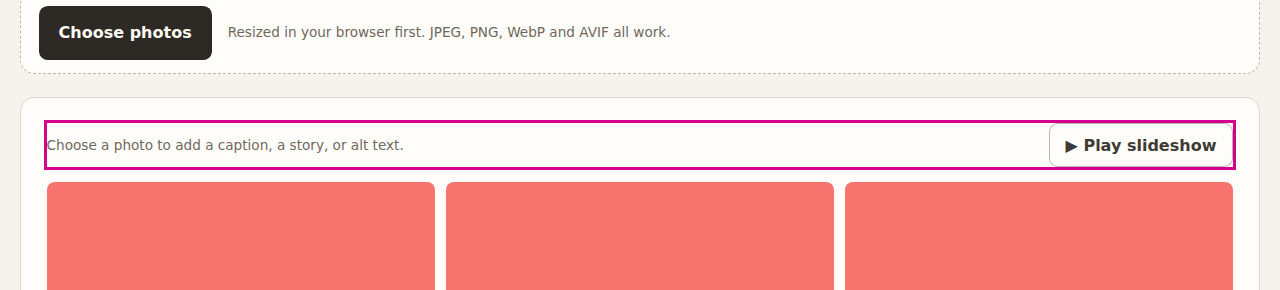 Choose photos
Resized in your browser first. JPEG, PNG, WebP and AVIF all work.
Choose a photo to add a caption, a story, or alt text.
▶ Play slideshow